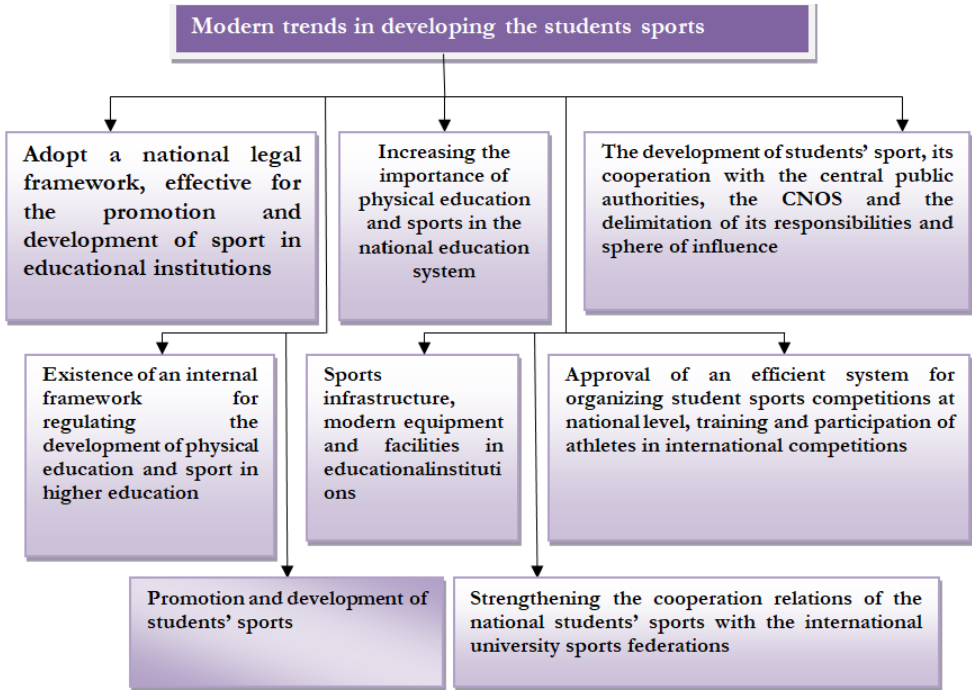 Modern trends in developing the students sports
Adopt a national legal
framework, effective for
the promotion and
development of sport in
educational institutions
Increasing the
importance of
physical education
and sports in the
national education
system
The development of students’ sport, its
cooperation with the central public
authorities, the CNOS and the
delimitation of its responsibilities and
sphere of influence
Existence of an internal
framework for
regulating the
development of physical
education and sport in
higher education
Sports
infrastructure,
modern equipment
and facilities in
educationalinstituti
ons
Approval of an efficient system for
organizing student sports competitions at
national level, training and participation of
athletes in international competitions
Promotion and development of
students’ sports
Strengthening the cooperation relations of the
national students’ sports with the international
university sports federations